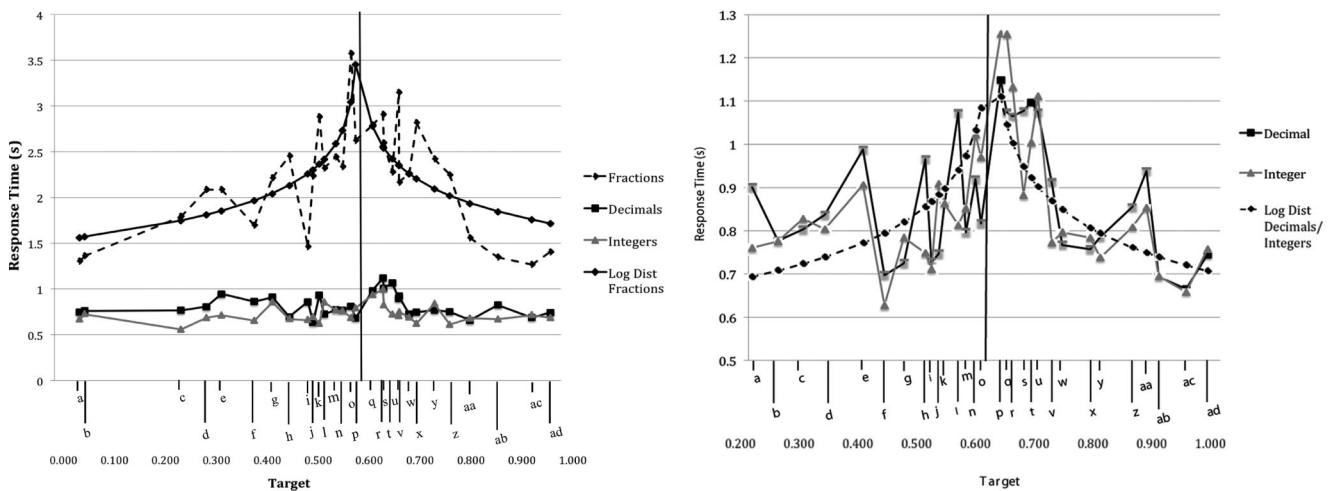 4
3.5
3
2.5
2
1.5
1
0.5
0
Response Time (s)
Fractions
Decimals
Integers
Log Dist
Fractions
a c e g i k m o q s u w y aa ac
b d f h j l n p r t v x z ab ad
0.000 0.100 0.200 0.300 0.400 0.500 0.600 0.700 0.800 0.900 1.000
Target
1.3
1.2
1.1
1.0
0.9
0.8
0.7
0.6
0.5
Response Time (s)
Decimal
Integer
Log Dist
Decimals/
Integers
a c e g i k m o q s u w y aa ac
b d f h j l n p r t v x z ab ad
0.200 0.300 0.400 0.500 0.600 0.700 0.800 0.900 1.000
Target